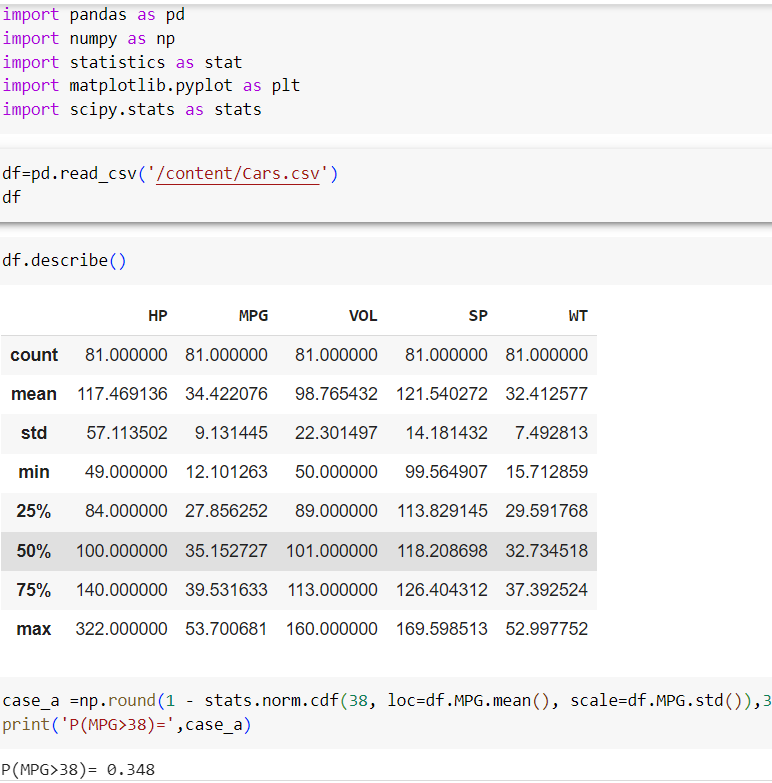 import pandas as pd
import numpy as np
import statistics as stat
import matplotlib.pyplot as plt
import scipy.stats as stats
df=pd.read_csv('/content/Cars.csv')
df
df.describe()
HP MPG VOL SP WT
count 81.000000 81.000000 81.000000 81.000000 81.000000
mean 117.469136 34.422076 98.765432 121.540272 32.412577
std 57.113502 9.131445 22.301497 14.181432 7.492813
min 49.000000 12.101263 50.000000 99.564907 15.712859
25% 84.000000 27.856252 89.000000 113.829145 29.591768
50% 100.000000 35.152727 101.000000 118.208698 32.734518
75% 140.000000 39.531633 113.000000 126.404312 37.392524
max 322.000000 53.700681 160.000000 169.598513 52.997752
case_a =np.round(1 - stats.norm.cdf(38, loc=df.MPG.mean(), scale=df.MPG.std()),3
print('P(MPG>38)=',case_a)
P(MPG>38)= 0.348